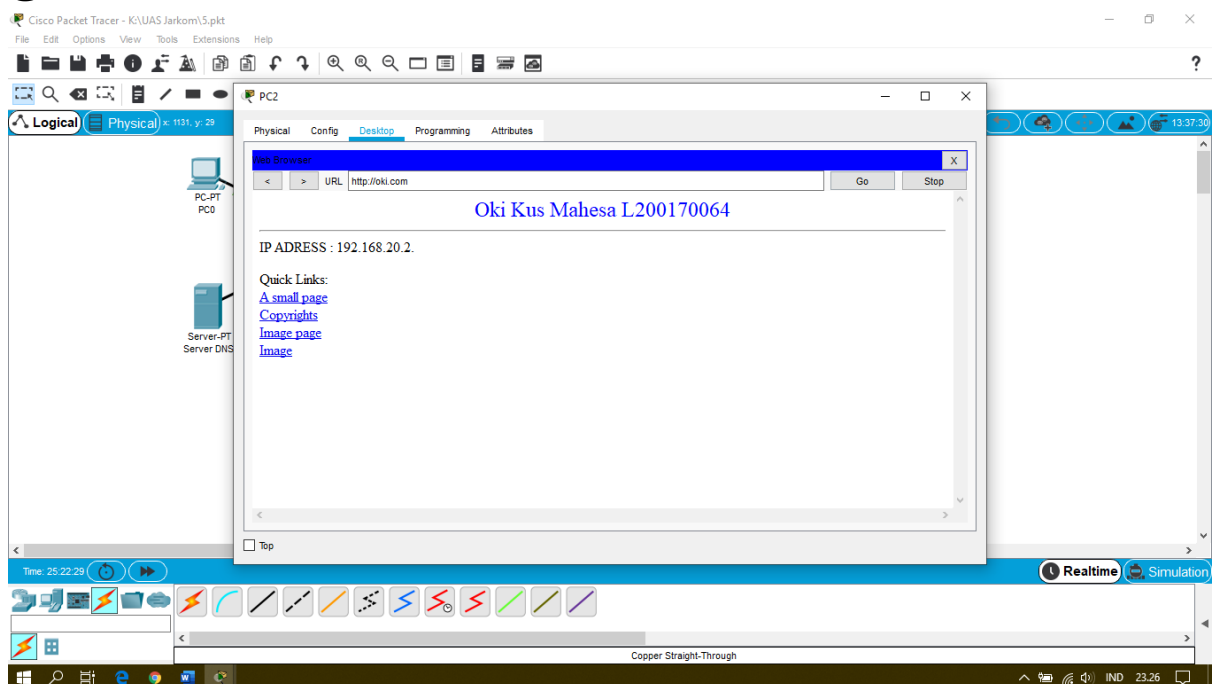 Cisco Packet Tracer - K:\UAS Jarkom\5.pkt
File Edit Options View Tools Extensions Help
?
PC2
Logical Physical x: 1131, y: 29
13:37:30
Physical Config Desktop Programming Attributes
Web Browser
X
< > URL http://oki.com Go Stop
Oki Kus Mahesa L200170064
IP ADRESS : 192.168.20.2.
Quick Links:
A small page
Copyrights
Image page
Image
PC-PT
PC0
Server-PT
Server DNS
Top
Time: 25:22:29
Realtime Simulation
Copper Straight-Through
IND 23.26